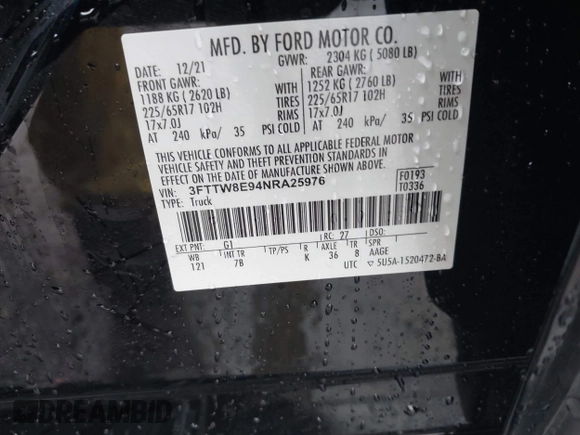 MFD. BY FORD MOTOR CO.
DATE: 12/21 GVWR: 2304 KG ( 5080 LB)
FRONT GAWR: REAR GAWR:
1188 KG ( 2620 LB) WITH 1252 KG ( 2760 LB) WITH
225/65R17 102H TIRES 225/65R17 102H TIRES
17x7.0J RIMS 17x7.0J RIMS
AT 240 kPa/ 35 PSI COLD AT 240 kPa/ 35 PSI COLD
THIS VEHICLE CONFORMS TO ALL APPLICABLE FEDERAL MOTOR
VEHICLE SAFETY AND THEFT PREVENTION STANDARDS IN
EFFECT ON THE DATE OF MANUFACTURE SHOWN ABOVE.
VIN: 3FTTW8E94NRA25976 F0193
TYPE: Truck T0336
EXT PNT: G1 RC: 27 DSO:
WB INT TR TP/PS R AXLE TR SPR
121 7B K 36 8 AAGE
UTC ▽ 5U5A-1520472-BA
DREAMBID